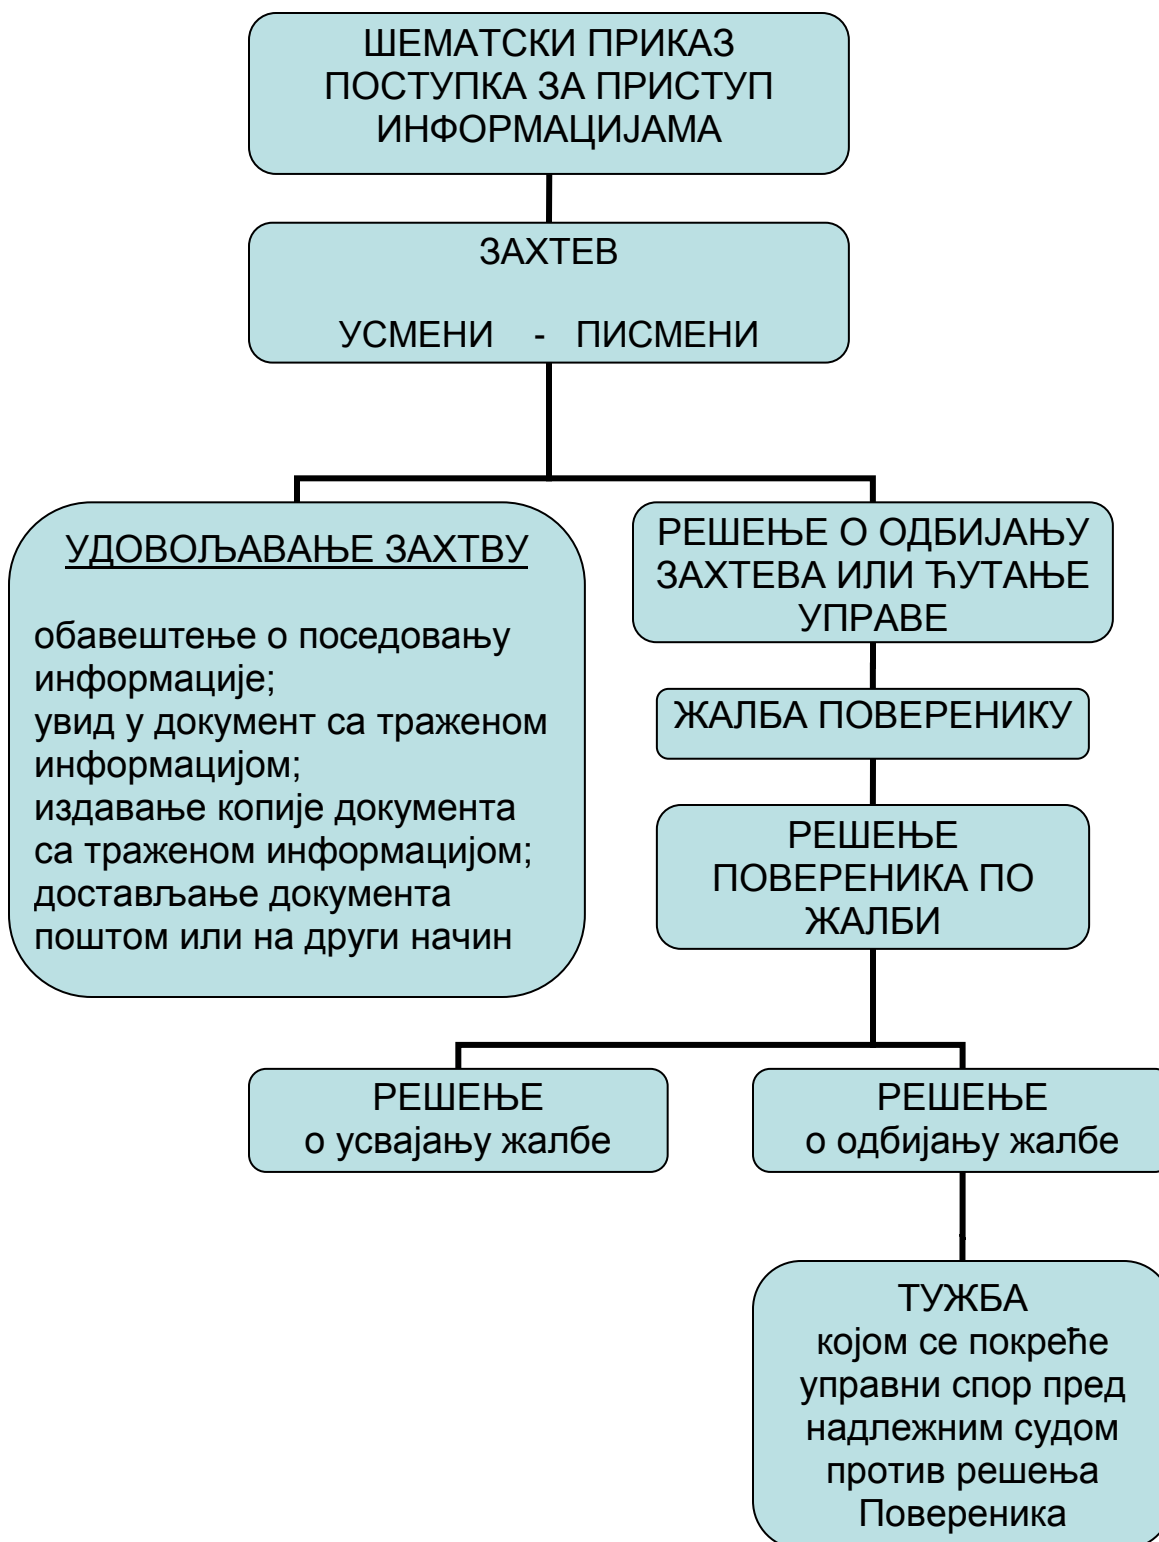 ШЕМАТСКИ ПРИКАЗ
ПОСТУПКА ЗА ПРИСТУП
ИНФОРМАЦИЈАМА
ЗАХТЕВ
УСМЕНИ - ПИСМЕНИ
УДОВОЉАВАЊЕ ЗАХТВУ
обавештење о поседовању
информације;
увид у документ са траженом
информацијом;
издавање копије документа
са траженом информацијом;
достављање документа
поштом или на други начин
РЕШЕЊЕ О ОДБИЈАЊУ
ЗАХТЕВА ИЛИ ЋУТАЊЕ
УПРАВЕ
ЖАЛБА ПОВЕРЕНИКУ
РЕШЕЊЕ
ПОВЕРЕНИКА ПО
ЖАЛБИ
РЕШЕЊЕ
о усвајању жалбе
РЕШЕЊЕ
о одбијању жалбе
ТУЖБА
којом се покреће
управни спор пред
надлежним судом
против решења
Повереника